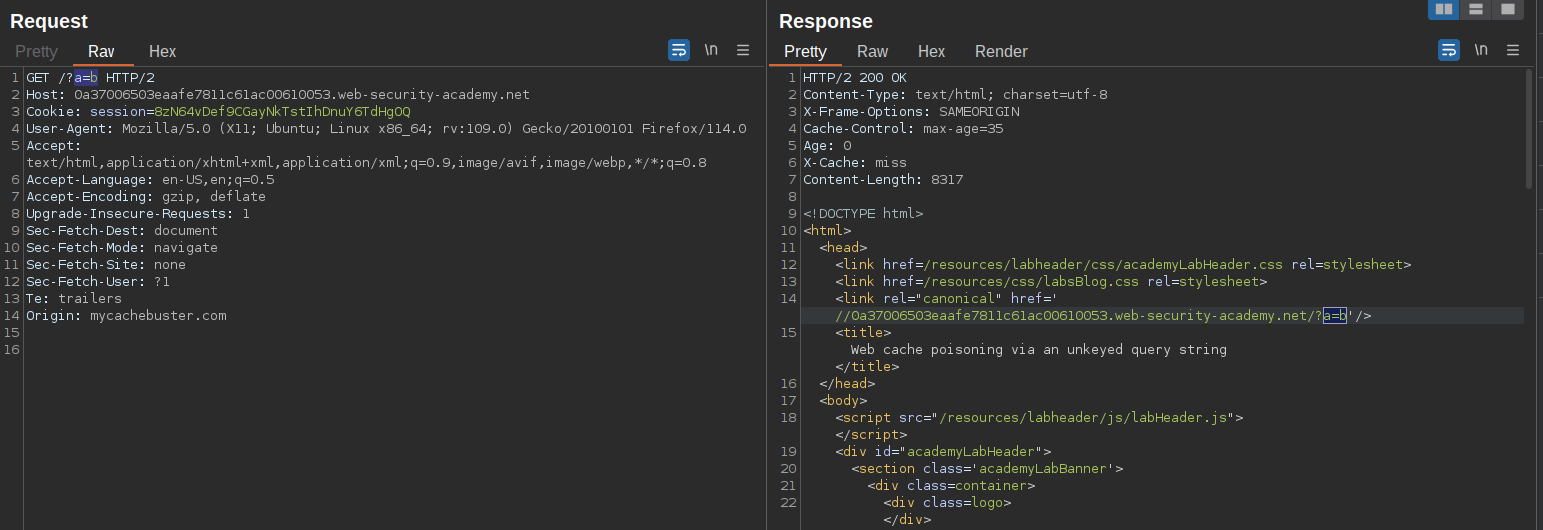 Request
Pretty Raw Hex
\n
1 GET /?a=b HTTP/2
2 Host: 0a37006503eaafe7811c61ac00610053.web-security-academy.net
3 Cookie: session=8zN64vDef9CGayNkTstIhDnuY6TdHgOQ
4 User-Agent: Mozilla/5.0 (X11; Ubuntu; Linux x86_64; rv:109.0) Gecko/20100101 Firefox/114.0
5 Accept:
text/html,application/xhtml+xml,application/xml;q=0.9,image/avif,image/webp,*/*;q=0.8
6 Accept-Language: en-US,en;q=0.5
7 Accept-Encoding: gzip, deflate
8 Upgrade-Insecure-Requests: 1
9 Sec-Fetch-Dest: document
10 Sec-Fetch-Mode: navigate
11 Sec-Fetch-Site: none
12 Sec-Fetch-User: ?1
13 Te: trailers
14 Origin: mycachebuster.com
15
16
Response
Pretty Raw Hex Render
\n
1 HTTP/2 200 OK
2 Content-Type: text/html; charset=utf-8
3 X-Frame-Options: SAMEORIGIN
4 Cache-Control: max-age=35
5 Age: 0
6 X-Cache: miss
7 Content-Length: 8317
8
9 <!DOCTYPE html>
10 <html>
11 <head>
12 <link href=/resources/labheader/css/academyLabHeader.css rel=stylesheet>
13 <link href=/resources/css/labsBlog.css rel=stylesheet>
14 <link rel="canonical" href='
//0a37006503eaafe7811c61ac00610053.web-security-academy.net/?a=b'/>
15 <title>
Web cache poisoning via an unkeyed query string
</title>
16 </head>
17 <body>
18 <script src="/resources/labheader/js/labHeader.js">
</script>
19 <div id="academyLabHeader">
20 <section class='academyLabBanner'>
21 <div class=container>
22 <div class=logo>
</div>